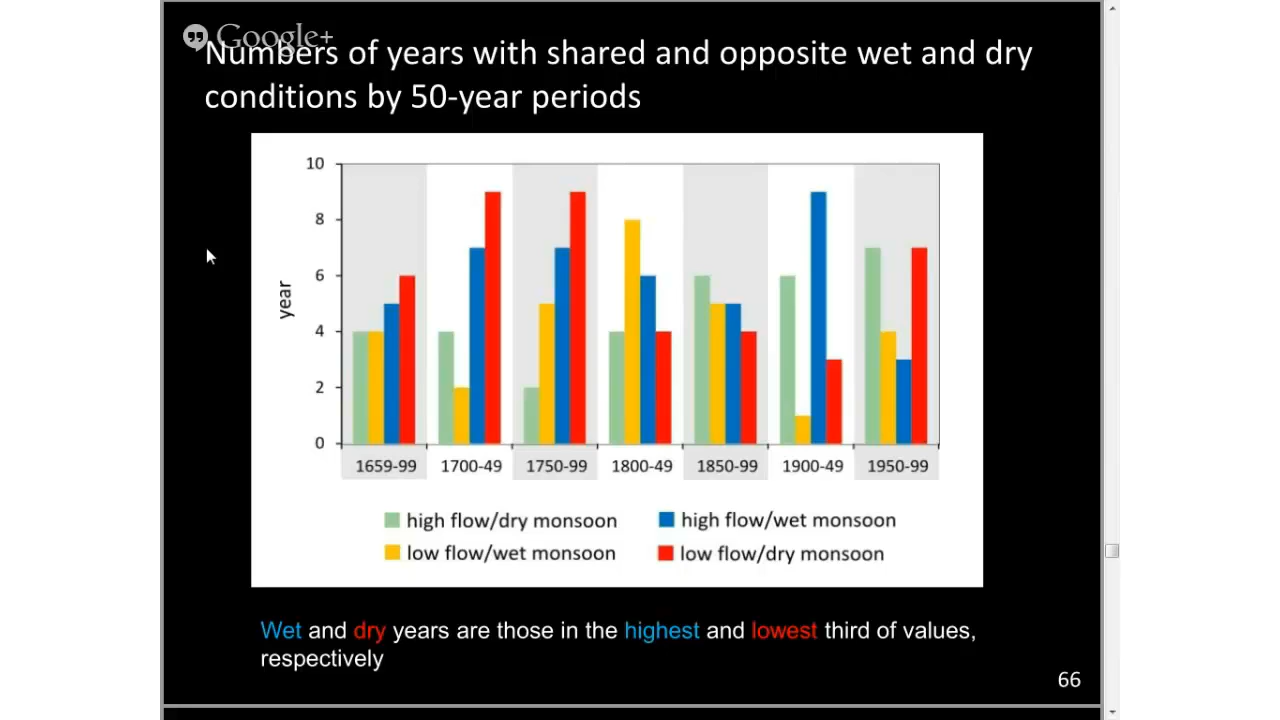 Google+
Numbers of years with shared and opposite wet and dry
conditions by 50-year periods
10
8
6
4
2
0
year
1659-99 1700-49 1750-99 1800-49 1850-99 1900-49 1950-99
high flow/dry monsoon high flow/wet monsoon
low flow/wet monsoon low flow/dry monsoon
Wet and dry years are those in the highest and lowest third of values,
respectively
66